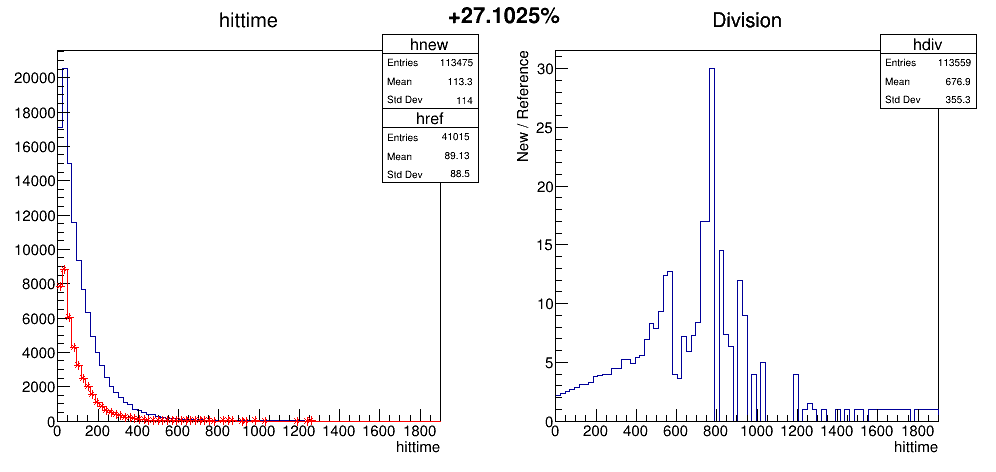 +27.1025%
hittime
hnew
Entries 113475
Mean 113.3
Std Dev 114
href
Entries 41015
Mean 89.13
Std Dev 88.5
20000
18000
16000
14000
12000
10000
8000
6000
4000
2000
0
0 200 400 600 800 1000 1200 1400 1600 1800
hittime
Division
hdiv
Entries 113559
Mean 676.9
Std Dev 355.3
New / Reference
30
25
20
15
10
5
0
0 200 400 600 800 1000 1200 1400 1600 1800
hittime